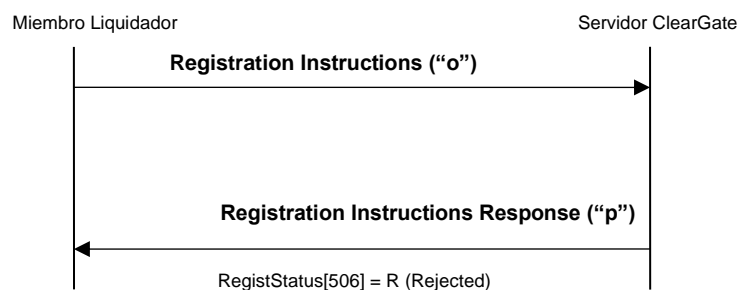 Miembro Liquidador
Servidor ClearGate
Registration Instructions (“o”)
Registration Instructions Response (“p”)
RegistStatus[506] = R (Rejected)